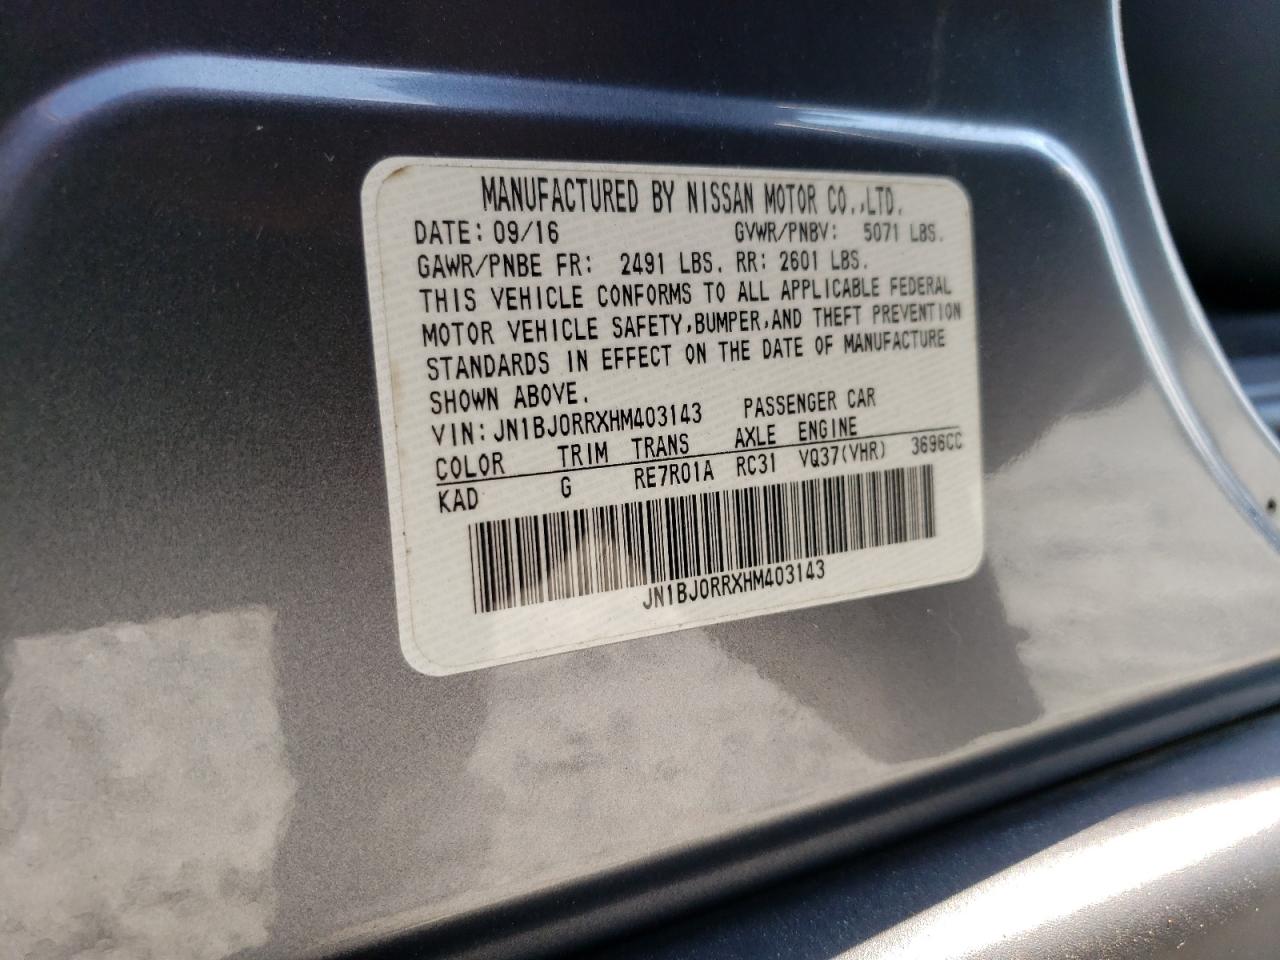 MANUFACTURED BY NISSAN MOTOR CO.,LTD.
DATE: 09/16 GVWR/PNBV: 5071 LBS.
GAWR/PNBE FR: 2491 LBS. RR: 2601 LBS.
THIS VEHICLE CONFORMS TO ALL APPLICABLE FEDERAL
MOTOR VEHICLE SAFETY,BUMPER,AND THEFT PREVENTION
STANDARDS IN EFFECT ON THE DATE OF MANUFACTURE
SHOWN ABOVE.
VIN: JN1BJ0RRXHM403143 PASSENGER CAR
COLOR TRIM TRANS AXLE ENGINE
KAD G RE7R01A RC31 VQ37(VHR) 3696CC
JN1BJ0RRXHM403143